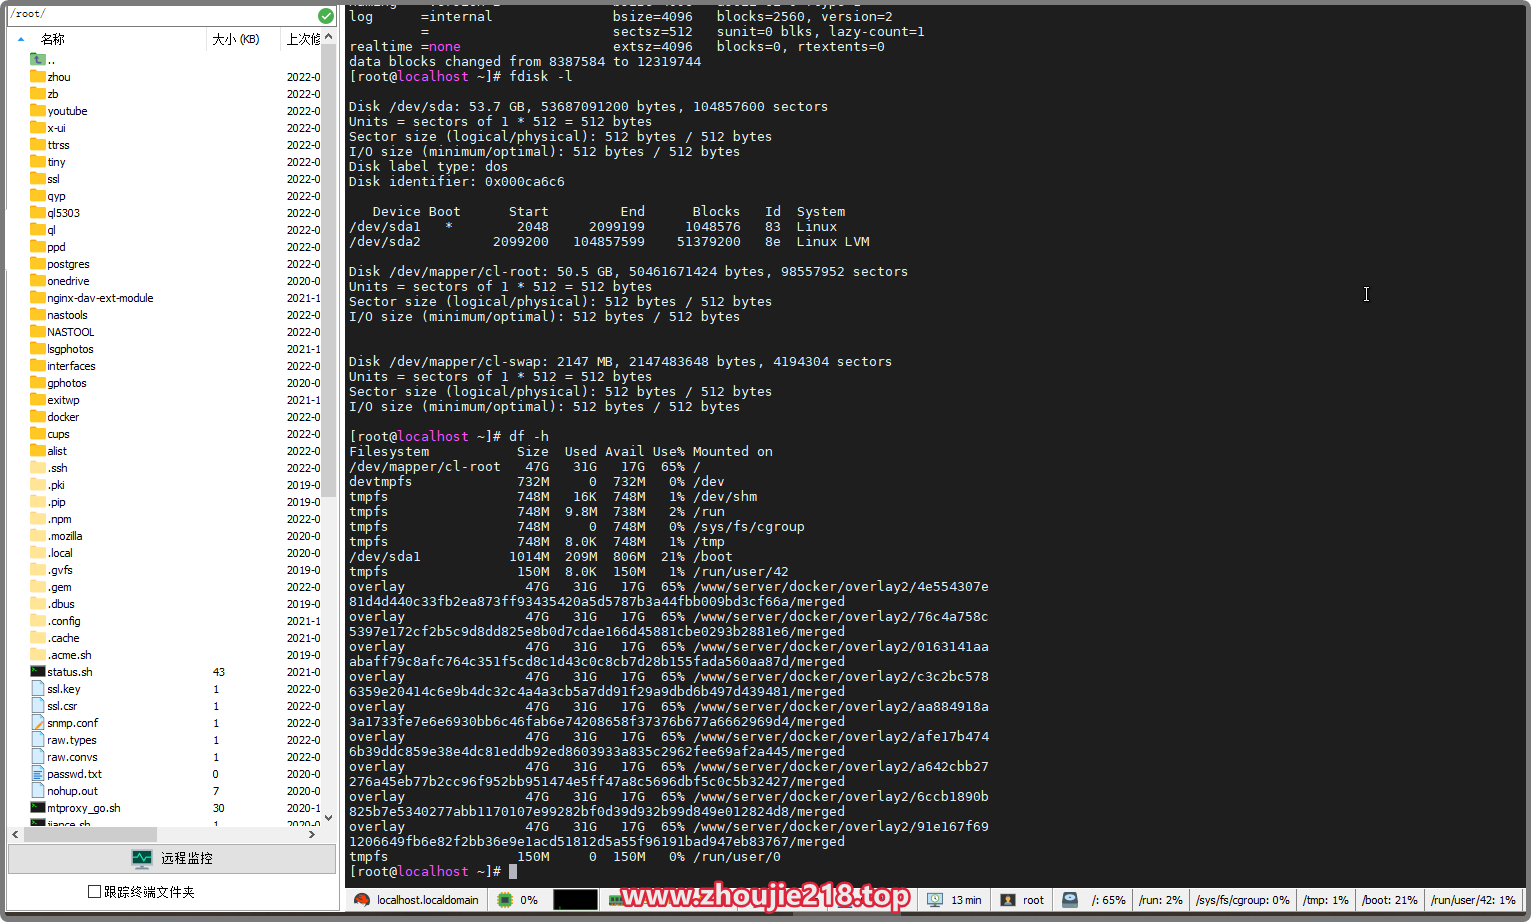 /root/
名称 大小 (KB) 上次修
..
zhou 2022-0
zb 2022-0
youtube 2022-0
x-ui 2022-0
ttrss 2022-0
tiny 2022-0
ssl 2022-0
qyp 2022-0
ql5303 2022-0
ql 2022-0
ppd 2022-0
postgres 2022-0
onedrive 2020-0
nginx-dav-ext-module 2021-1
nastools 2022-0
NASTOOL 2022-0
lsgphotos 2021-1
interfaces 2022-0
gphotos 2020-0
exitwp 2021-1
docker 2022-0
cups 2022-0
alist 2022-0
.ssh 2022-0
.pki 2019-0
.pip 2019-0
.npm 2022-0
.mozilla 2020-0
.local 2020-0
.gvfs 2019-0
.gem 2022-0
.dbus 2019-0
.config 2021-1
.cache 2021-0
.acme.sh 2019-0
status.sh 43 2021-0
ssl.key 1 2022-0
ssl.csr 1 2022-0
snmp.conf 1 2022-0
raw.types 1 2022-0
raw.convs 1 2022-0
passwd.txt 0 2020-0
nohup.out 7 2020-0
mtproxy_go.sh 30 2020-1
远程监控
跟踪终端文件夹
log =internal bsize=4096 blocks=2560, version=2
= sectsz=512 sunit=0 blks, lazy-count=1
realtime =none extsz=4096 blocks=0, rtextents=0
data blocks changed from 8387584 to 12319744
[root@localhost ~]# fdisk -l
Disk /dev/sda: 53.7 GB, 53687091200 bytes, 104857600 sectors
Units = sectors of 1 * 512 = 512 bytes
Sector size (logical/physical): 512 bytes / 512 bytes
I/O size (minimum/optimal): 512 bytes / 512 bytes
Disk label type: dos
Disk identifier: 0x000ca6c6
Device Boot Start End Blocks Id System
/dev/sda1 * 2048 2099199 1048576 83 Linux
/dev/sda2 2099200 104857599 51379200 8e Linux LVM
Disk /dev/mapper/cl-root: 50.5 GB, 50461671424 bytes, 98557952 sectors
Units = sectors of 1 * 512 = 512 bytes
Sector size (logical/physical): 512 bytes / 512 bytes
I/O size (minimum/optimal): 512 bytes / 512 bytes
Disk /dev/mapper/cl-swap: 2147 MB, 2147483648 bytes, 4194304 sectors
Units = sectors of 1 * 512 = 512 bytes
Sector size (logical/physical): 512 bytes / 512 bytes
I/O size (minimum/optimal): 512 bytes / 512 bytes
[root@localhost ~]# df -h
Filesystem Size Used Avail Use% Mounted on
/dev/mapper/cl-root 47G 31G 17G 65% /
devtmpfs 732M 0 732M 0% /dev
tmpfs 748M 16K 748M 1% /dev/shm
tmpfs 748M 9.8M 738M 2% /run
tmpfs 748M 0 748M 0% /sys/fs/cgroup
tmpfs 748M 8.0K 748M 1% /tmp
/dev/sda1 1014M 209M 806M 21% /boot
tmpfs 150M 8.0K 150M 1% /run/user/42
overlay 47G 31G 17G 65% /www/server/docker/overlay2/4e554307e
81d4d440c33fb2ea873ff93435420a5d5787b3a44fbb009bd3cf66a/merged
overlay 47G 31G 17G 65% /www/server/docker/overlay2/76c4a758c
5397e172cf2b5c9d8dd825e8b0d7cdae166d45881cbe0293b2881e6/merged
overlay 47G 31G 17G 65% /www/server/docker/overlay2/0163141aa
abaff79c8afc764c351f5cd8c1d43c0c8cb7d28b155fada560aa87d/merged
overlay 47G 31G 17G 65% /www/server/docker/overlay2/c3c2bc578
6359e20414c6e9b4dc32c4a4a3cb5a7dd91f29a9dbd6b497d439481/merged
overlay 47G 31G 17G 65% /www/server/docker/overlay2/aa884918a
3a1733fe7e6e6930bb6c46fab6e74208658f37376b677a6662969d4/merged
overlay 47G 31G 17G 65% /www/server/docker/overlay2/afe17b474
6b39ddc859e38e4dc81eddb92ed8603933a835c2962fee69af2a445/merged
overlay 47G 31G 17G 65% /www/server/docker/overlay2/a642cbb27
276a45eb77b2cc96f952bb951474e5ff47a8c5696dbf5c0c5b32427/merged
overlay 47G 31G 17G 65% /www/server/docker/overlay2/6ccb1890b
825b7e5340277abb1170107e99282bf0d39d932b99d849e012824d8/merged
overlay 47G 31G 17G 65% /www/server/docker/overlay2/91e167f69
1206649fb6e82f2bb36e9e1acd51812d5a55f96191bad947eb83767/merged
tmpfs 150M 0 150M 0% /run/user/0
[root@localhost ~]#
localhost.localdomain 0% www.zhoujie218.top 13 min root /: 65% /run: 2% /sys/fs/cgroup: 0% /tmp: 1% /boot: 21% /run/user/42: 1%